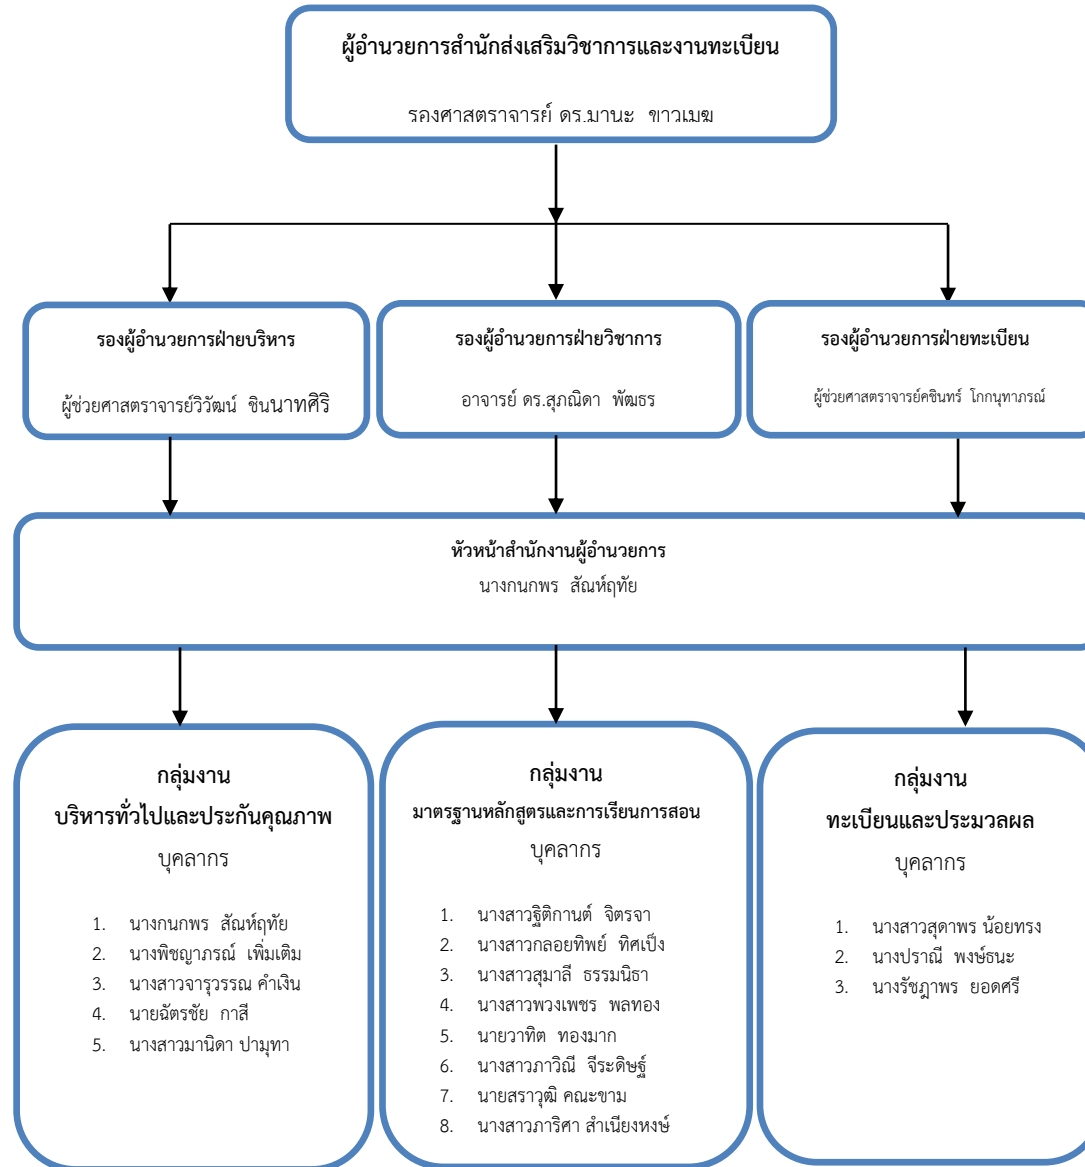 ผู้อำนวยการสำนักส่งเสริมวิชาการและงานทะเบียน
รองศาสตราจารย์ ดร.มานะ ขาวเมฆ
รองผู้อำนวยการฝ่ายบริหาร
ผู้ช่วยศาสตราจารย์วิวัฒน์ ชินนาทศิริ
รองผู้อำนวยการฝ่ายวิชาการ
อาจารย์ ดร.สุภณิดา พัฒธร
รองผู้อำนวยการฝ่ายทะเบียน
ผู้ช่วยศาสตราจารย์คชินทร์ โกกนุทาภรณ์
หัวหน้าสำนักงานผู้อำนวยการ
นางกนกพร สัณห์ฤทัย
กลุ่มงาน
บริหารทั่วไปและประกันคุณภาพ
บุคลากร
1. นางกนกพร สัณห์ฤทัย
2. นางพิชญาภรณ์ เพิ่มเติม
3. นางสาวจารุวรรณ คำเงิน
4. นายฉัตรชัย กาสี
5. นางสาวมานิดา ปามุทา
กลุ่มงาน
มาตรฐานหลักสูตรและการเรียนการสอน
บุคลากร
1. นางสาวฐิติกานต์ จิตรจา
2. นางสาวกลอยทิพย์ ทิศเป็ง
3. นางสาวสุมาลี ธรรมนิธา
4. นางสาวพวงเพชร พลทอง
5. นายวาทิต ทองมาก
6. นางสาวภาวิณี จีระดิษฐ์
7. นายสราวุฒิ คณะขาม
8. นางสาวภาริศา สำเนียงหงษ์
กลุ่มงาน
ทะเบียนและประมวลผล
บุคลากร
1. นางสาวสุดาพร น้อยทรง
2. นางปราณี พงษ์ธนะ
3. นางรัชฎาพร ยอดศรี